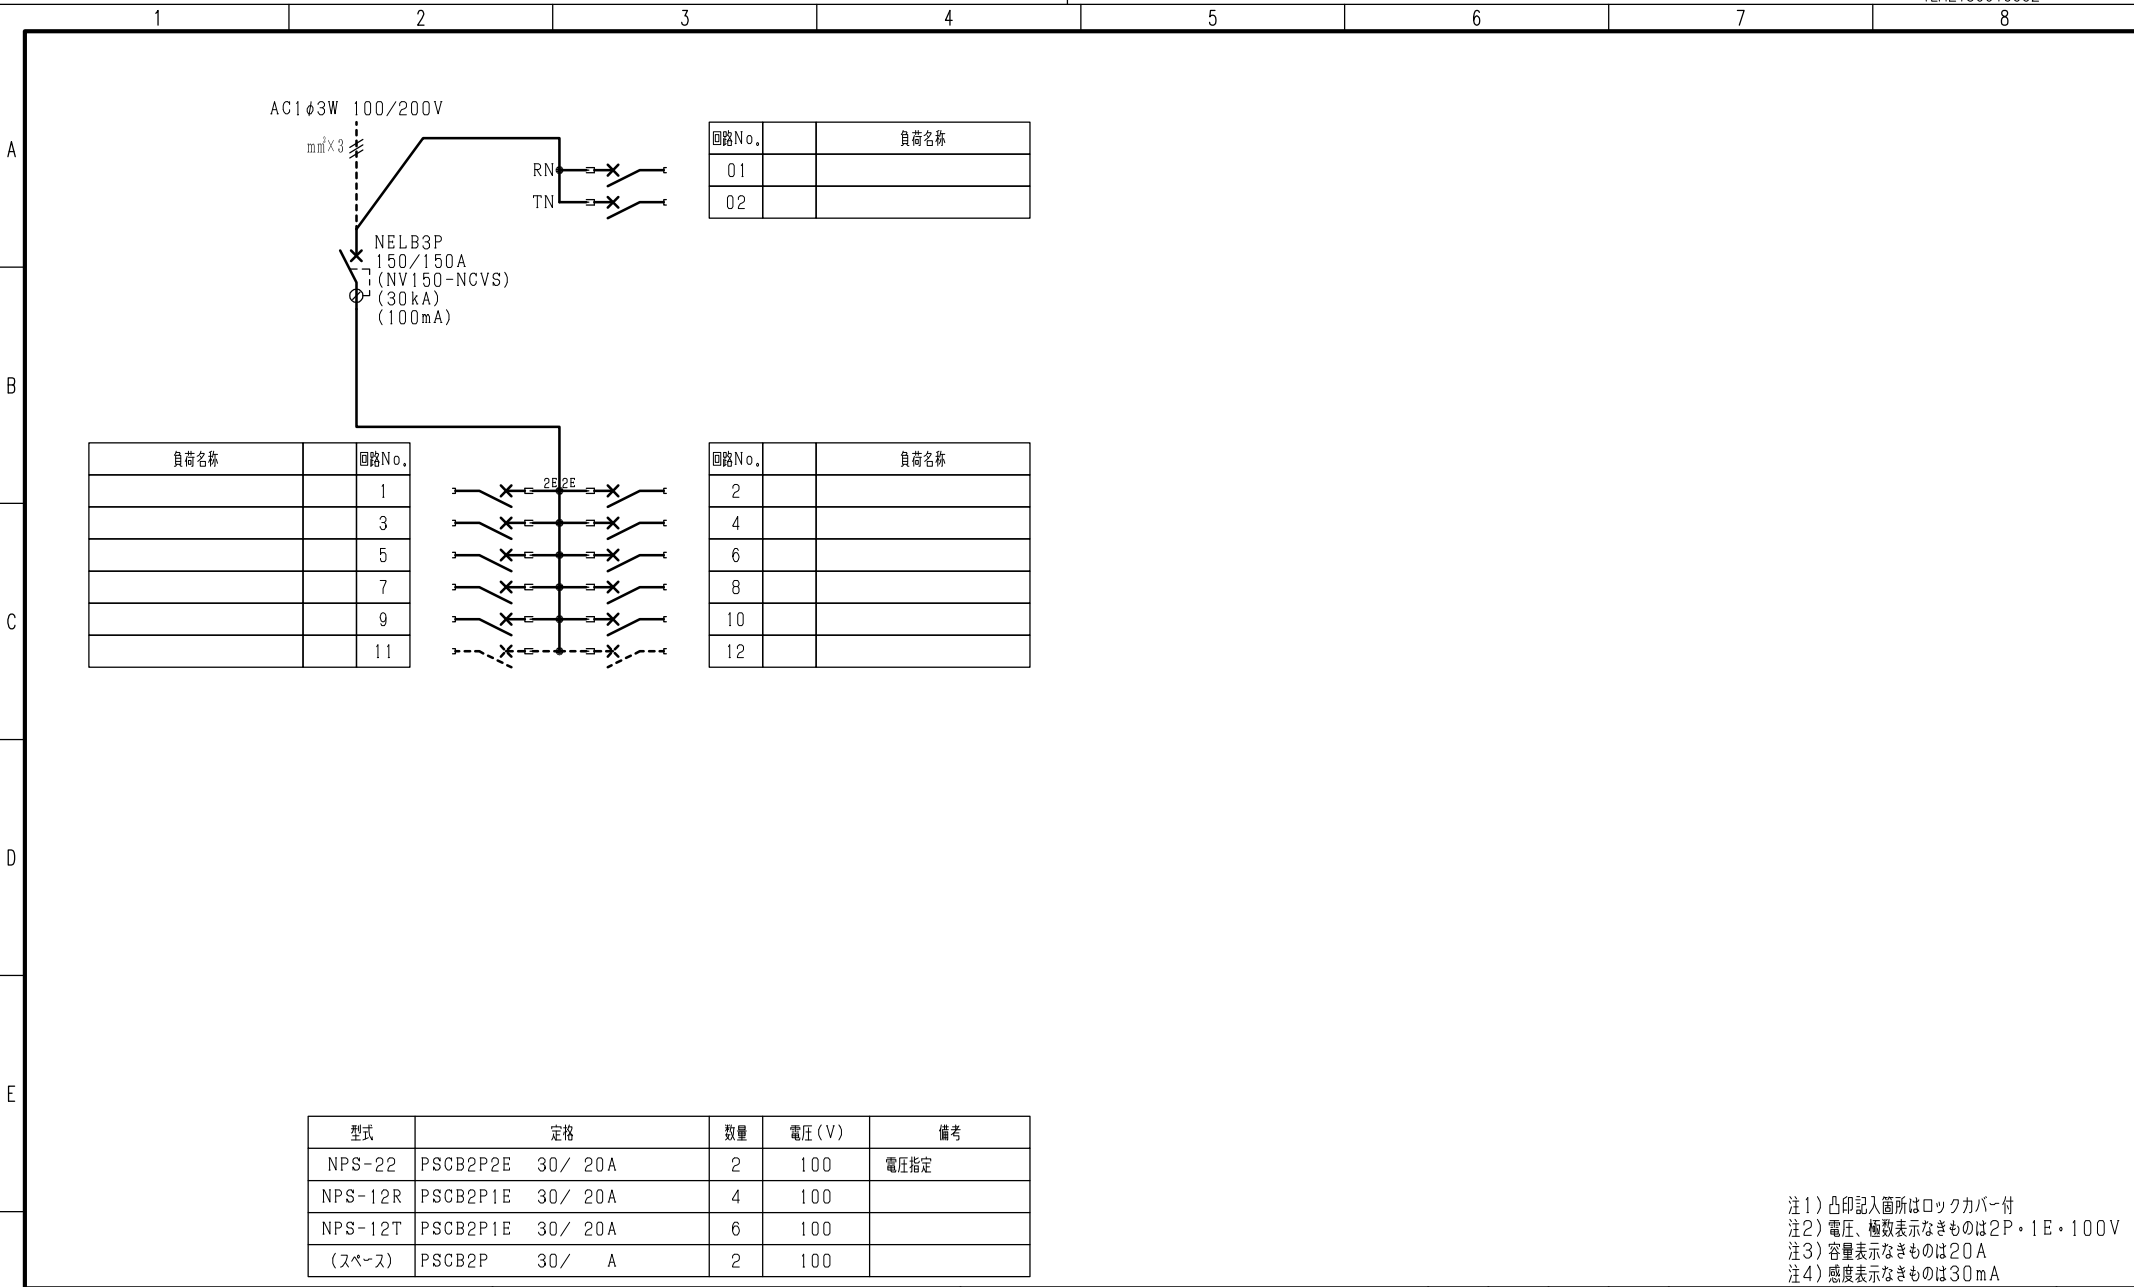 1 2 3 4 5 6 7 8
A
B
C
D
E
AC1φ3W 100/200V
mm²×3
RN
TN
回路No. 負荷名称
01
02
NELB3P
150/150A
(NV150-NCVS)
(30kA)
(100mA)
負荷名称 回路No.
1
3
5
7
9
11
2E 2E
回路No. 負荷名称
2
4
6
8
10
12
型式 定格 数量 電圧(V) 備考
NPS-22 PSCB2P2E 30/ 20A 2 100 電圧指定
NPS-12R PSCB2P1E 30/ 20A 4 100
NPS-12T PSCB2P1E 30/ 20A 6 100
(スペース) PSCB2P 30/ A 2 100
注1)凸印記入箇所はロックカバー付
注2)電圧、極数表示なきものは2P・1E・100V
注3)容量表示なきものは20A
注4)感度表示なきものは30mA